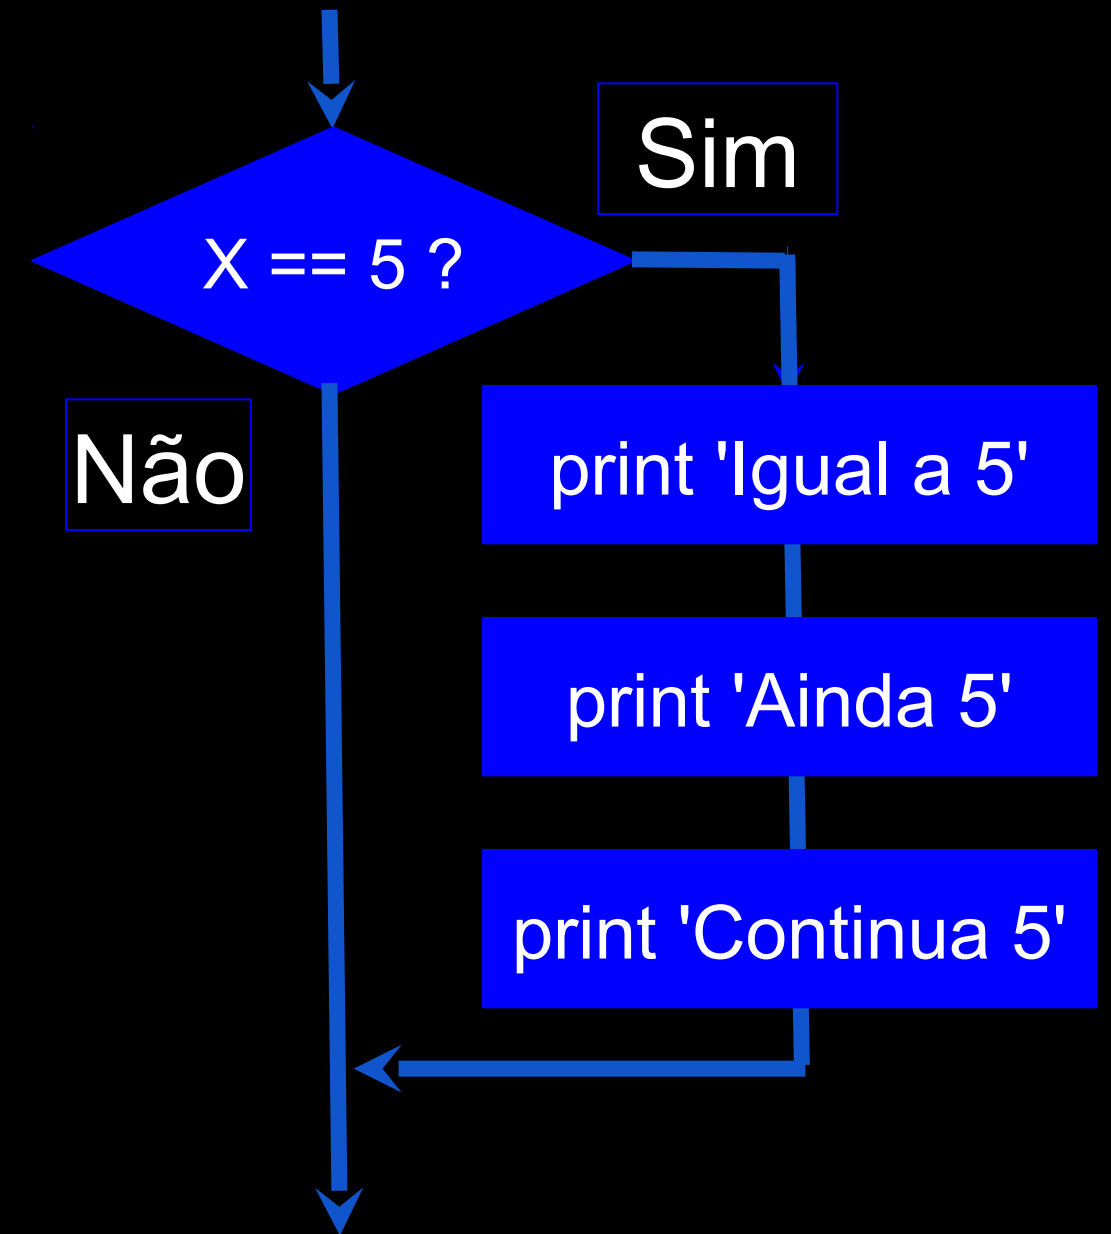 Sim
X == 5 ?
Não
print 'Igual a 5'
print 'Ainda 5'
print 'Continua 5'